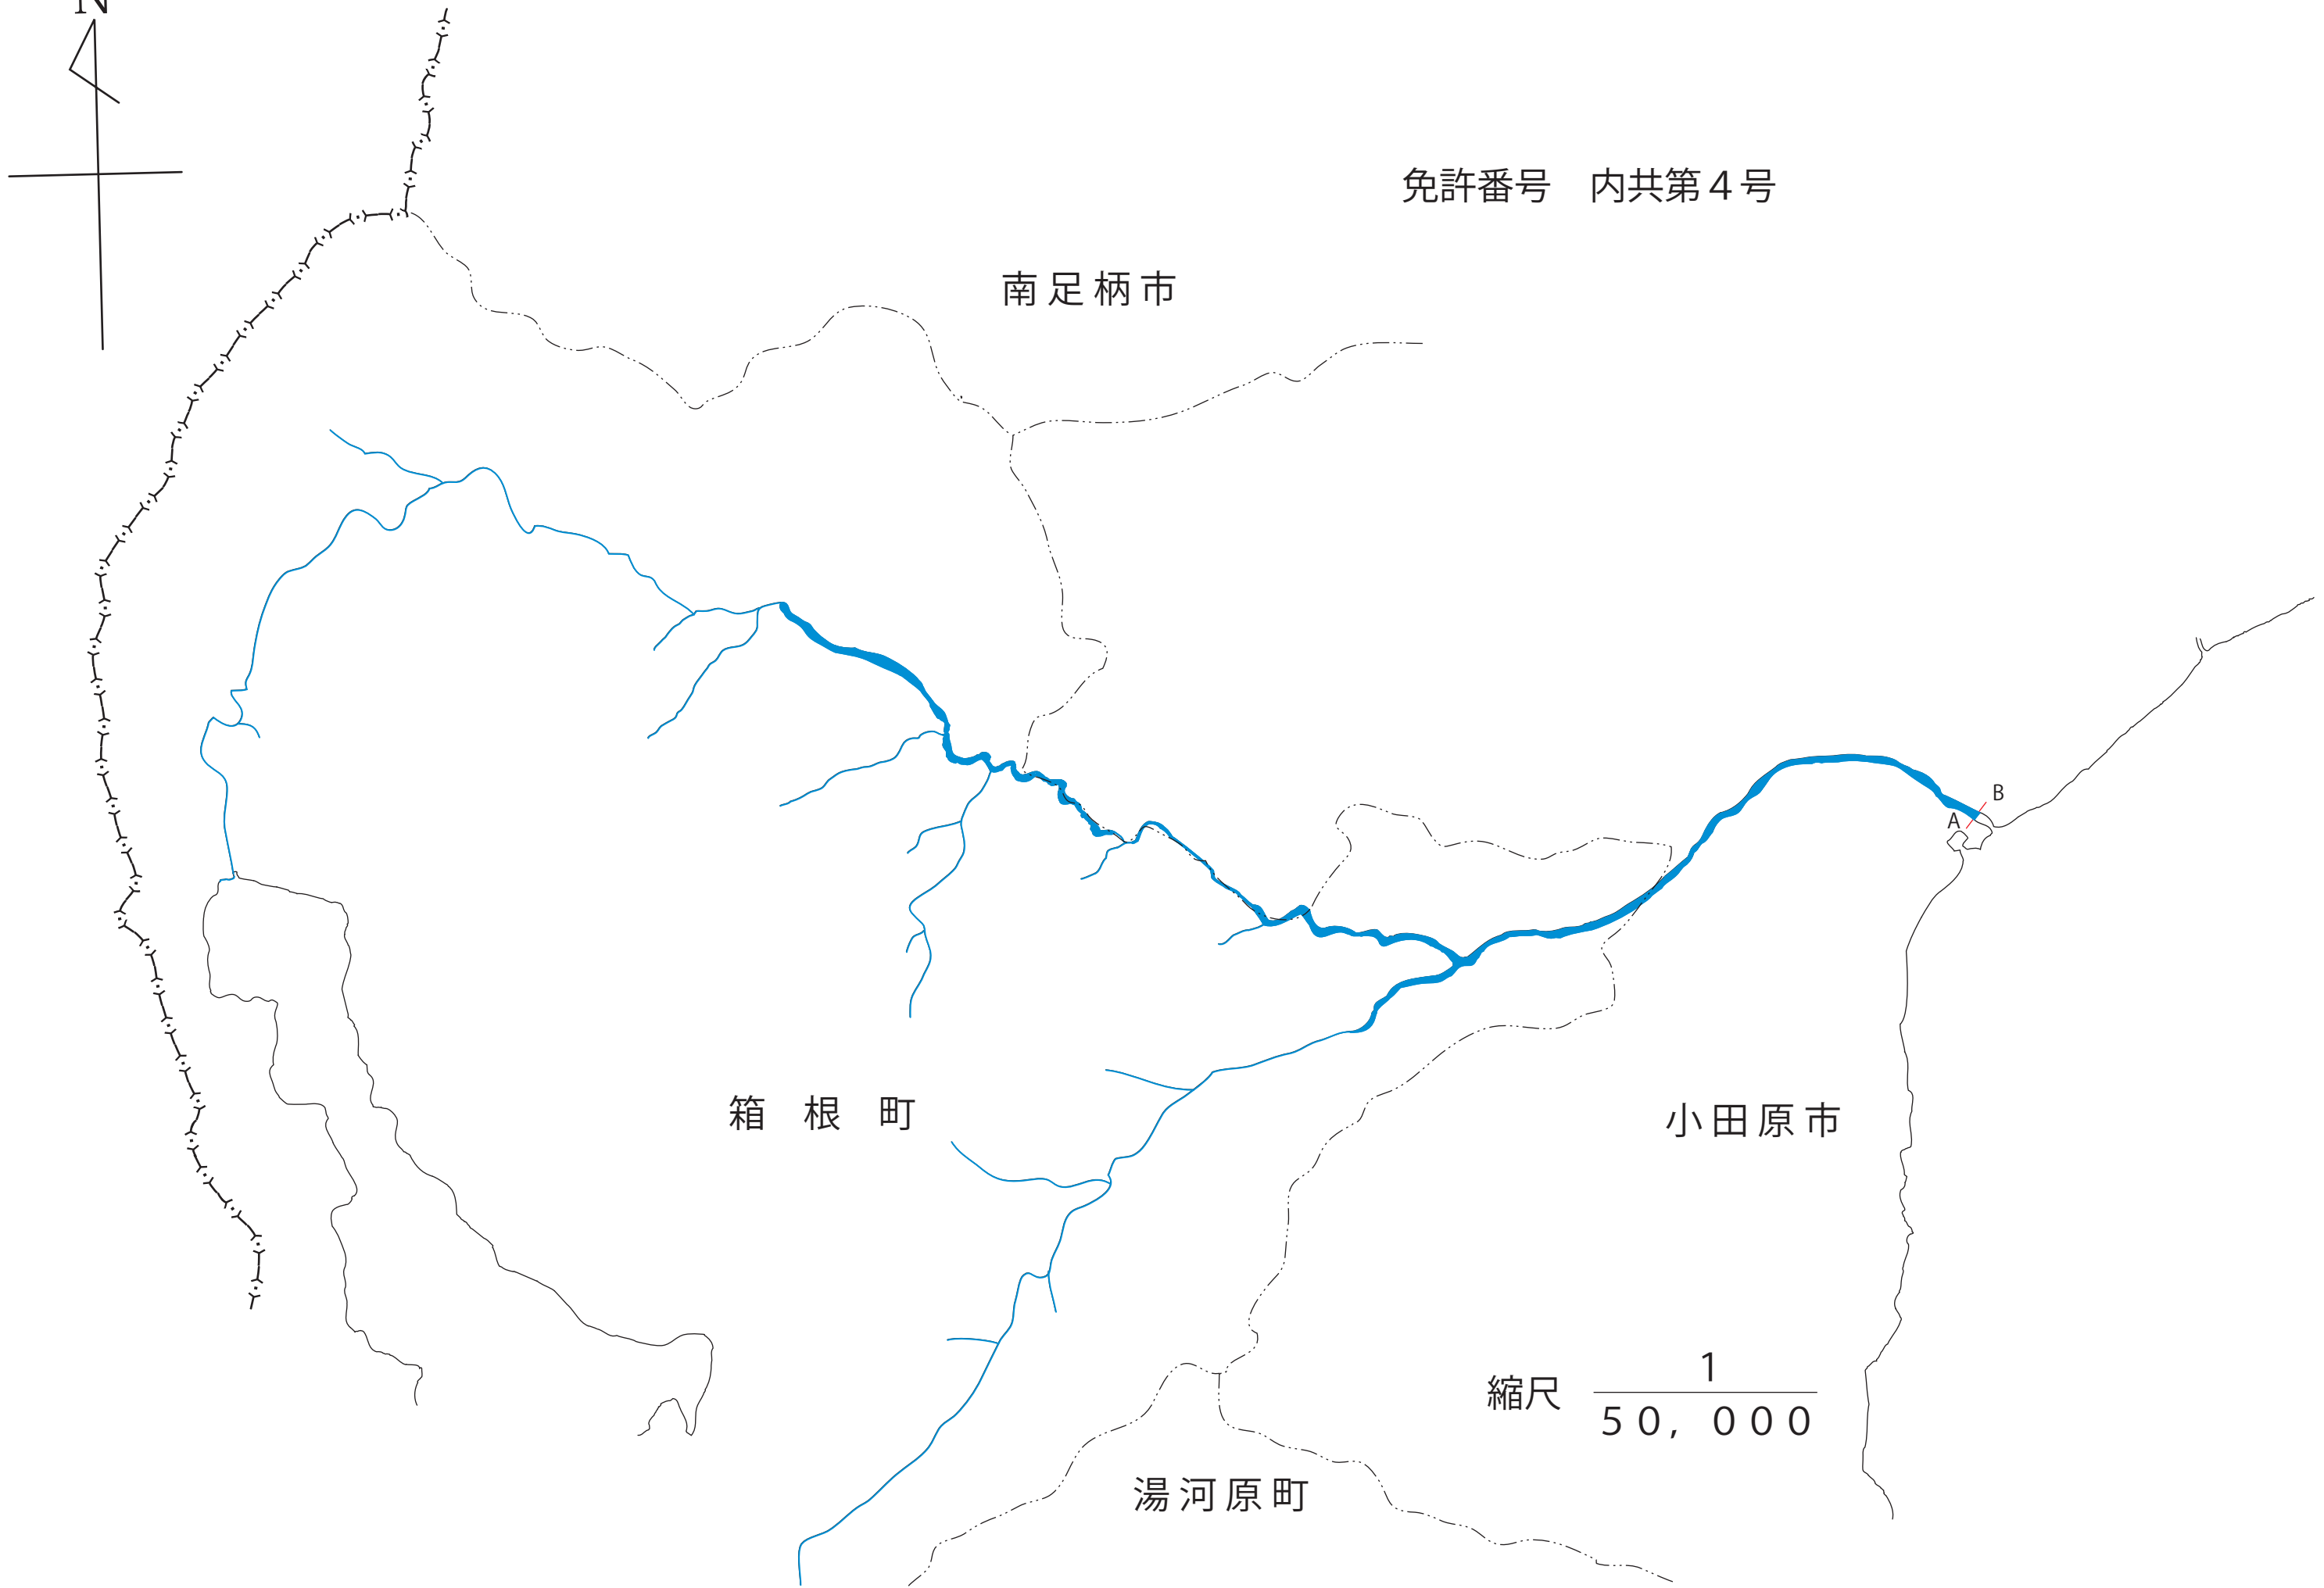 N
免許番号　内共第４号
南足柄市
B
A
箱　根　町
小田原市
縮尺 1
５０，０００
湯河原町